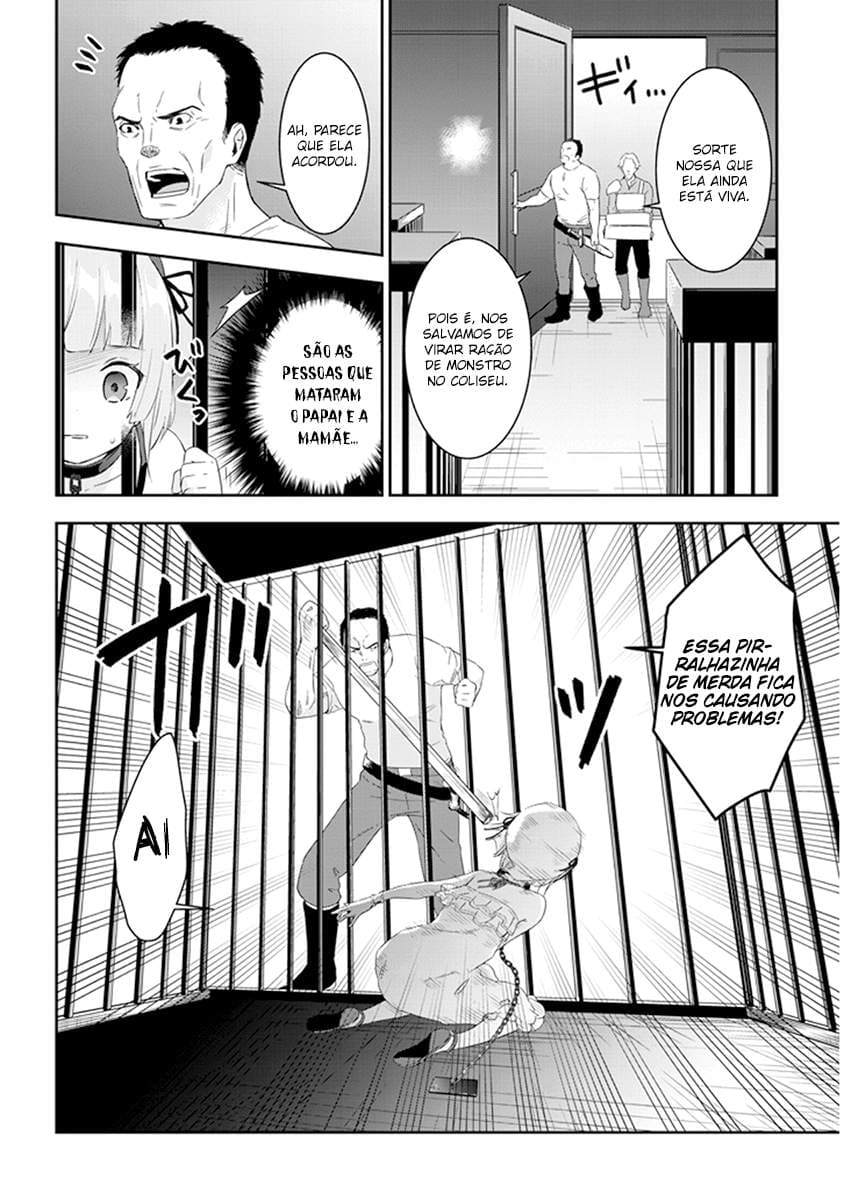 ギィ...
SORTE
NOSSA QUE
ELA AINDA
ESTÁ VIVA.
POIS É, NOS
SALVAMOS DE
VIRAR RAÇÃO
DE MONSTRO
NO COLISEU.
AH, PARECE
QUE ELA
ACORDOU.
SÃO AS
PESSOAS QUE
MATARAM
O PAPAI E A
MAMÃE...
びくっ
ESSA PIR-
RALHAZINHA
DE MERDA FICA
NOS CAUSANDO
PROBLEMAS!
ガッ
AI